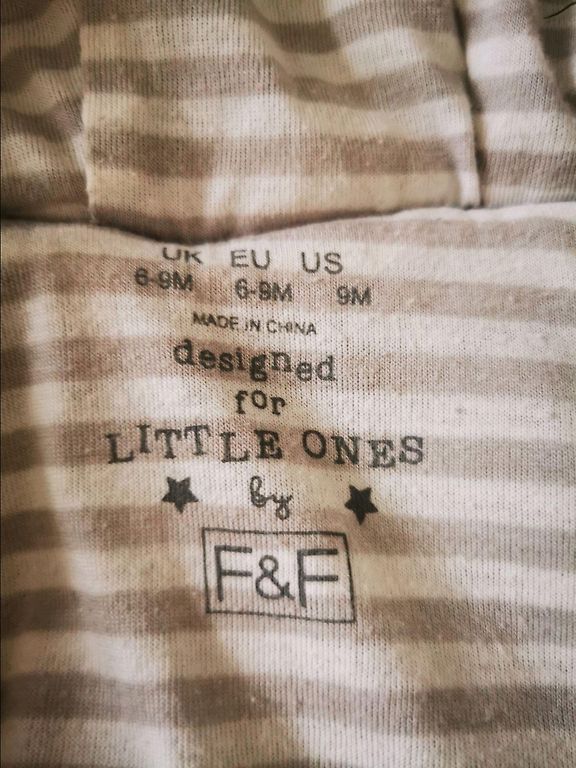 UK EU US
6-9M 6-9M 9M
MADE IN CHINA
designed
for
LITTLE ONES
by
F&F